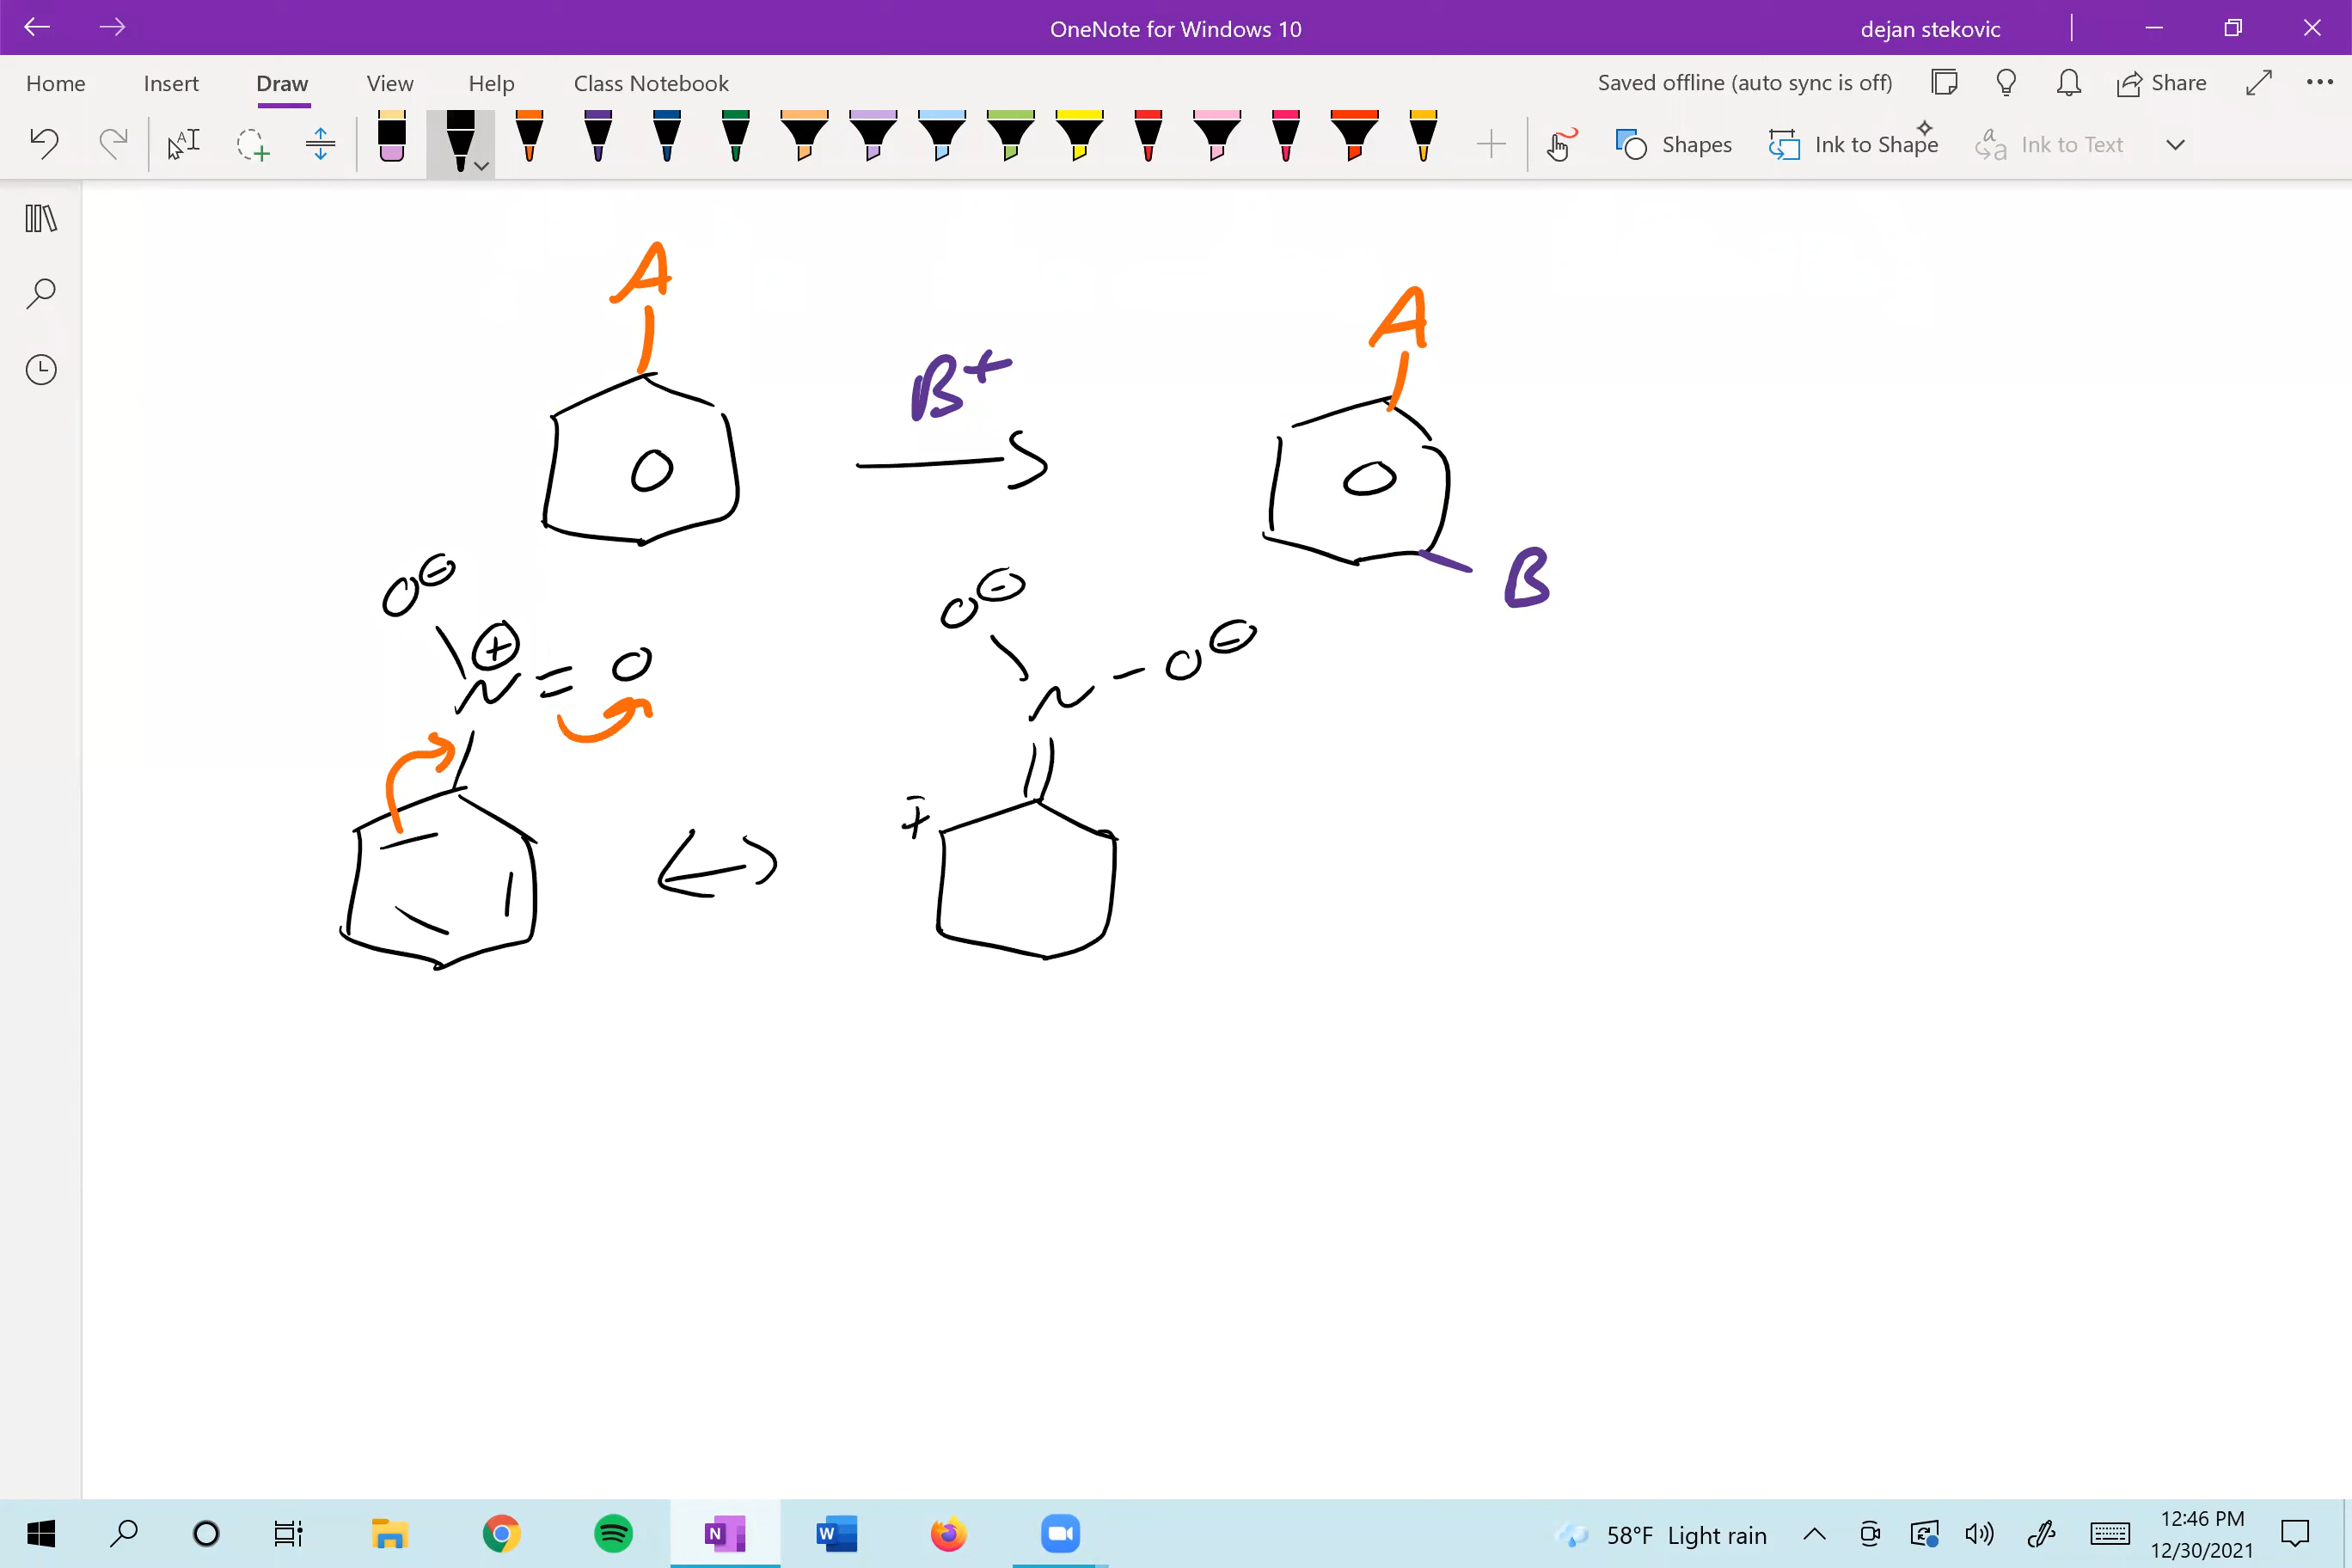 OneNote for Windows 10
dejan stekovic
Home Insert Draw View Help Class Notebook
Saved offline (auto sync is off) Share
Shapes Ink to Shape Ink to Text
A
A
B+
B
O⊖
⊕
N = O
O⊖
N - O⊖
+
58°F Light rain
12:46 PM
12/30/2021